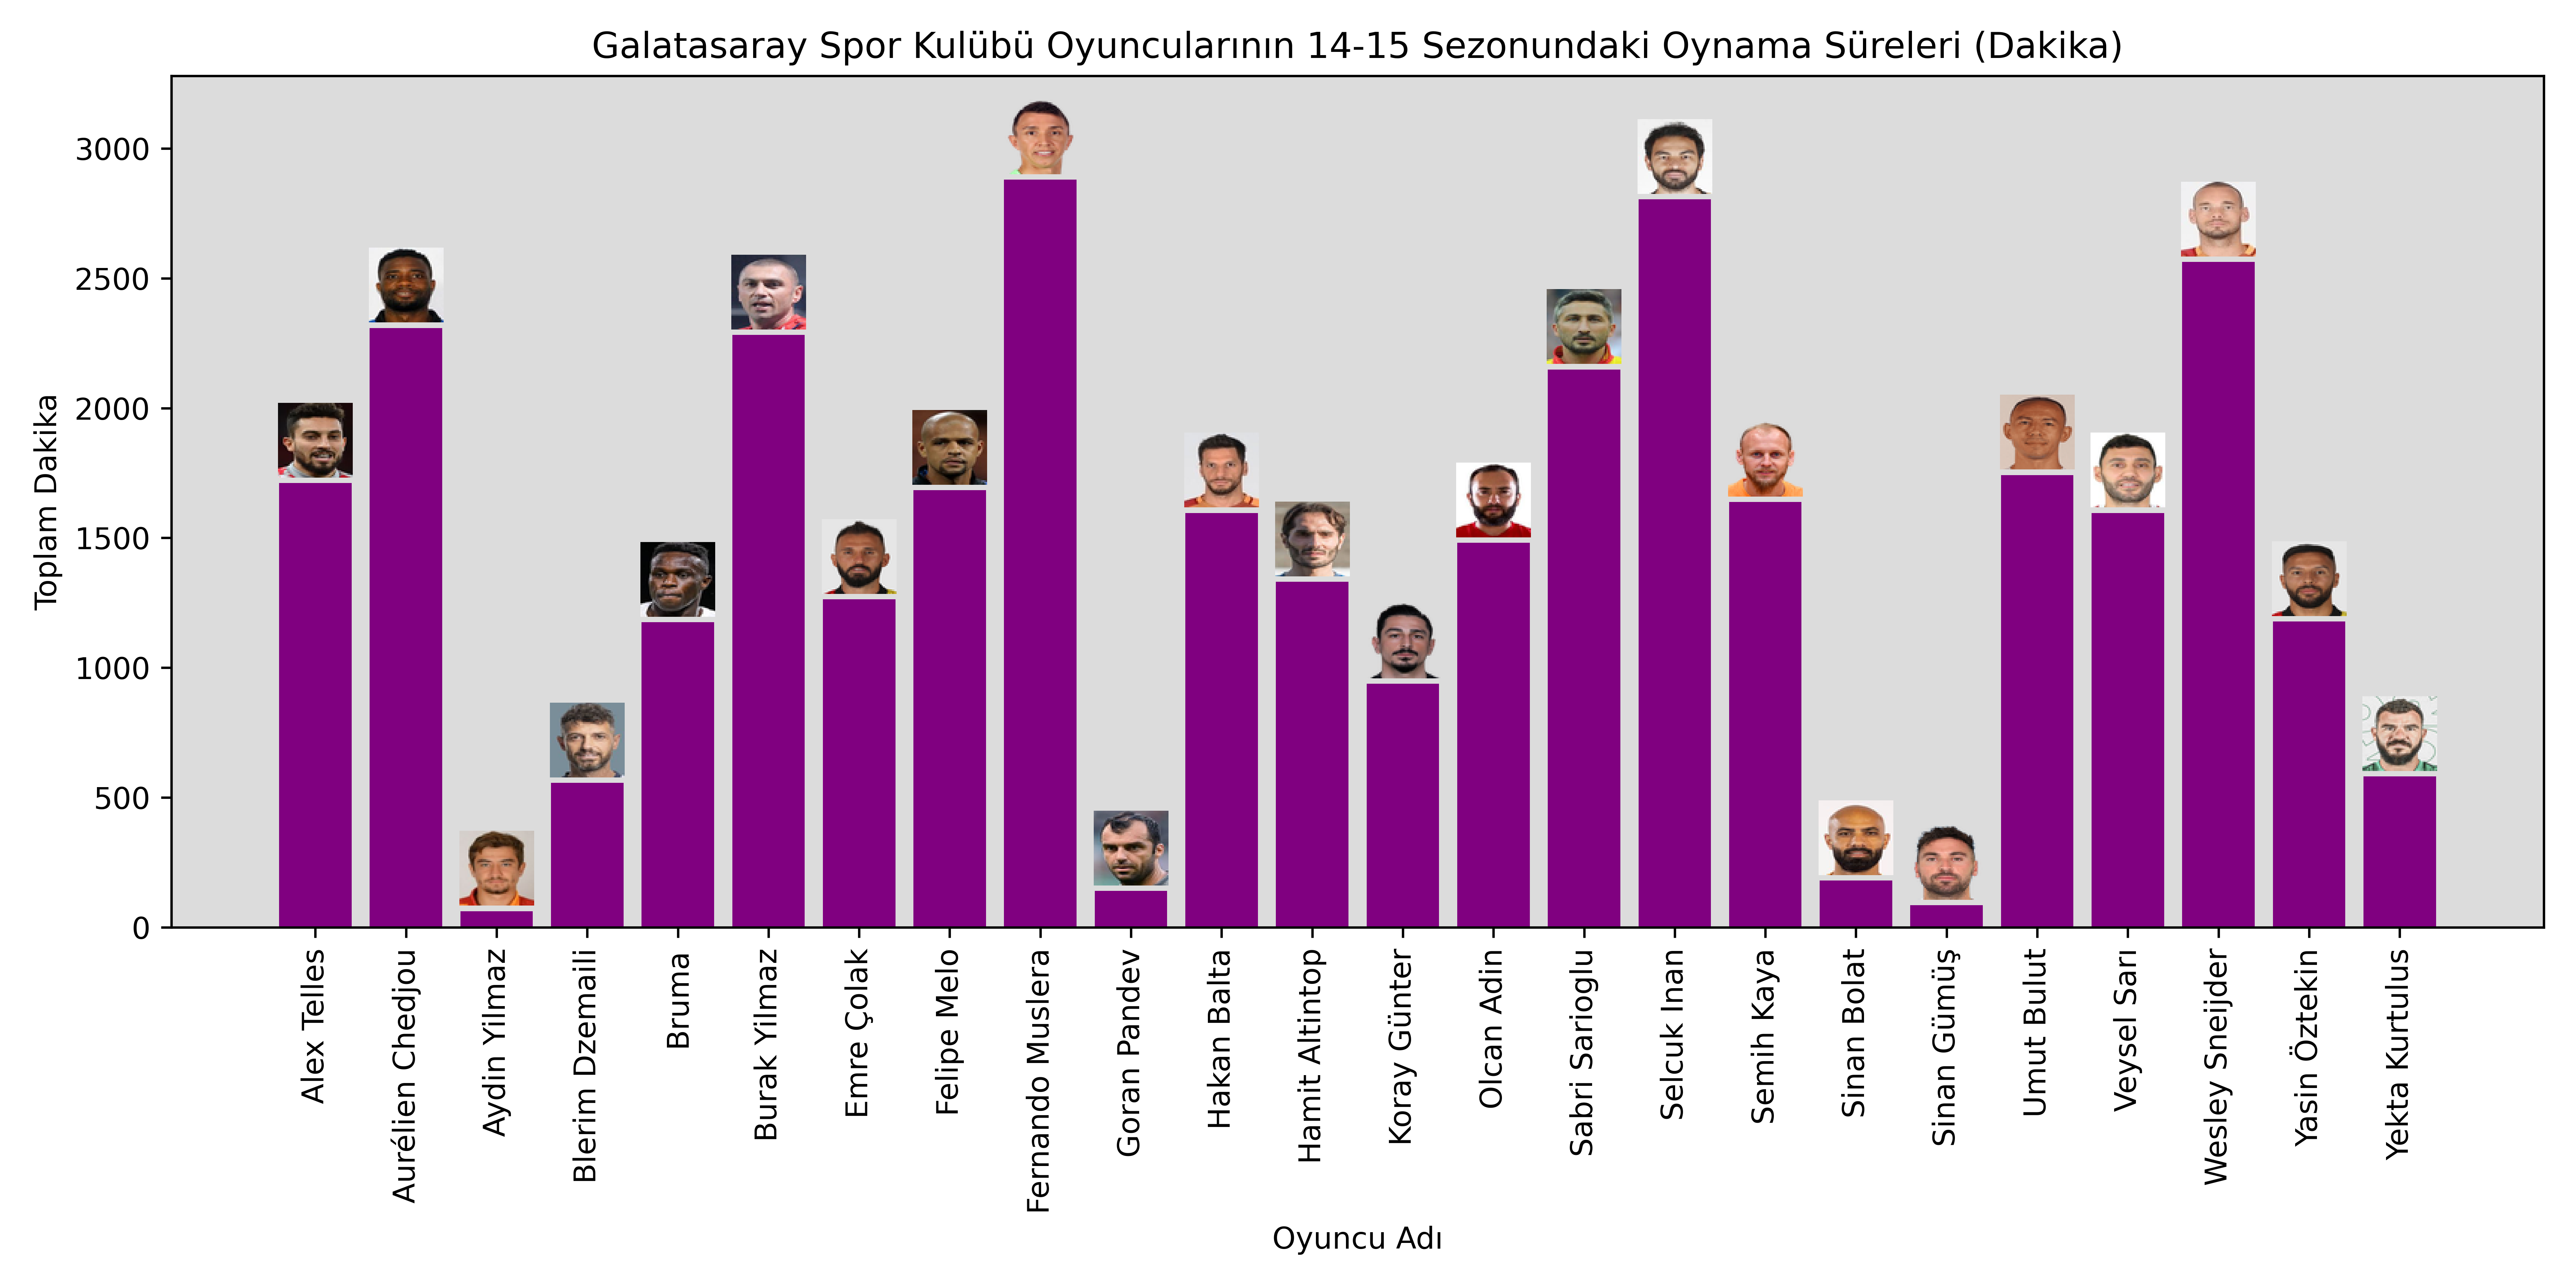 Galatasaray Spor Kulübü Oyuncularının 14-15 Sezonundaki Oynama Süreleri (Dakika)
Toplam Dakika
3000
2500
2000
1500
1000
500
0
Alex Telles
Aurélien Chedjou
Aydin Yilmaz
Blerim Dzemaili
Bruma
Burak Yilmaz
Emre Çolak
Felipe Melo
Fernando Muslera
Goran Pandev
Hakan Balta
Hamit Altintop
Koray Günter
Olcan Adin
Sabri Sarioglu
Selcuk Inan
Semih Kaya
Sinan Bolat
Sinan Gümüş
Umut Bulut
Veysel Sarı
Wesley Sneijder
Yasin Öztekin
Yekta Kurtulus
Oyuncu Adı